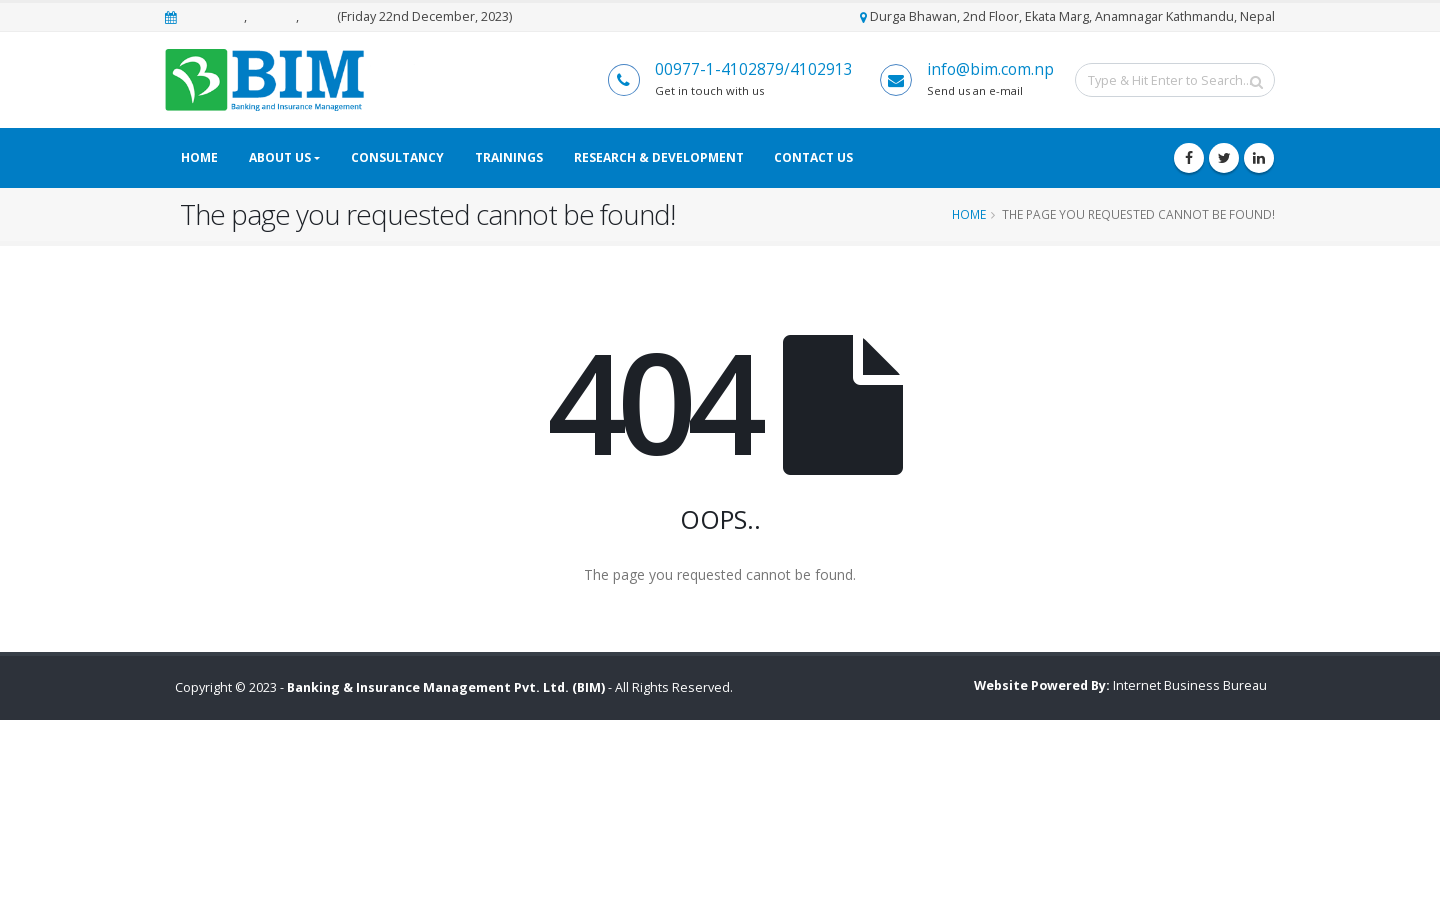 , , (Friday 22nd December, 2023)
Durga Bhawan, 2nd Floor, Ekata Marg, Anamnagar Kathmandu, Nepal
BIM
Banking and Insurance Management
00977-1-4102879/4102913
Get in touch with us
info@bim.com.np
Send us an e-mail
Type & Hit Enter to Search..
HOME
ABOUT US
CONSULTANCY
TRAININGS
RESEARCH & DEVELOPMENT
CONTACT US
The page you requested cannot be found!
HOME > THE PAGE YOU REQUESTED CANNOT BE FOUND!
404
OOPS..
The page you requested cannot be found.
Copyright © 2023 - Banking & Insurance Management Pvt. Ltd. (BIM) - All Rights Reserved.
Website Powered By: Internet Business Bureau